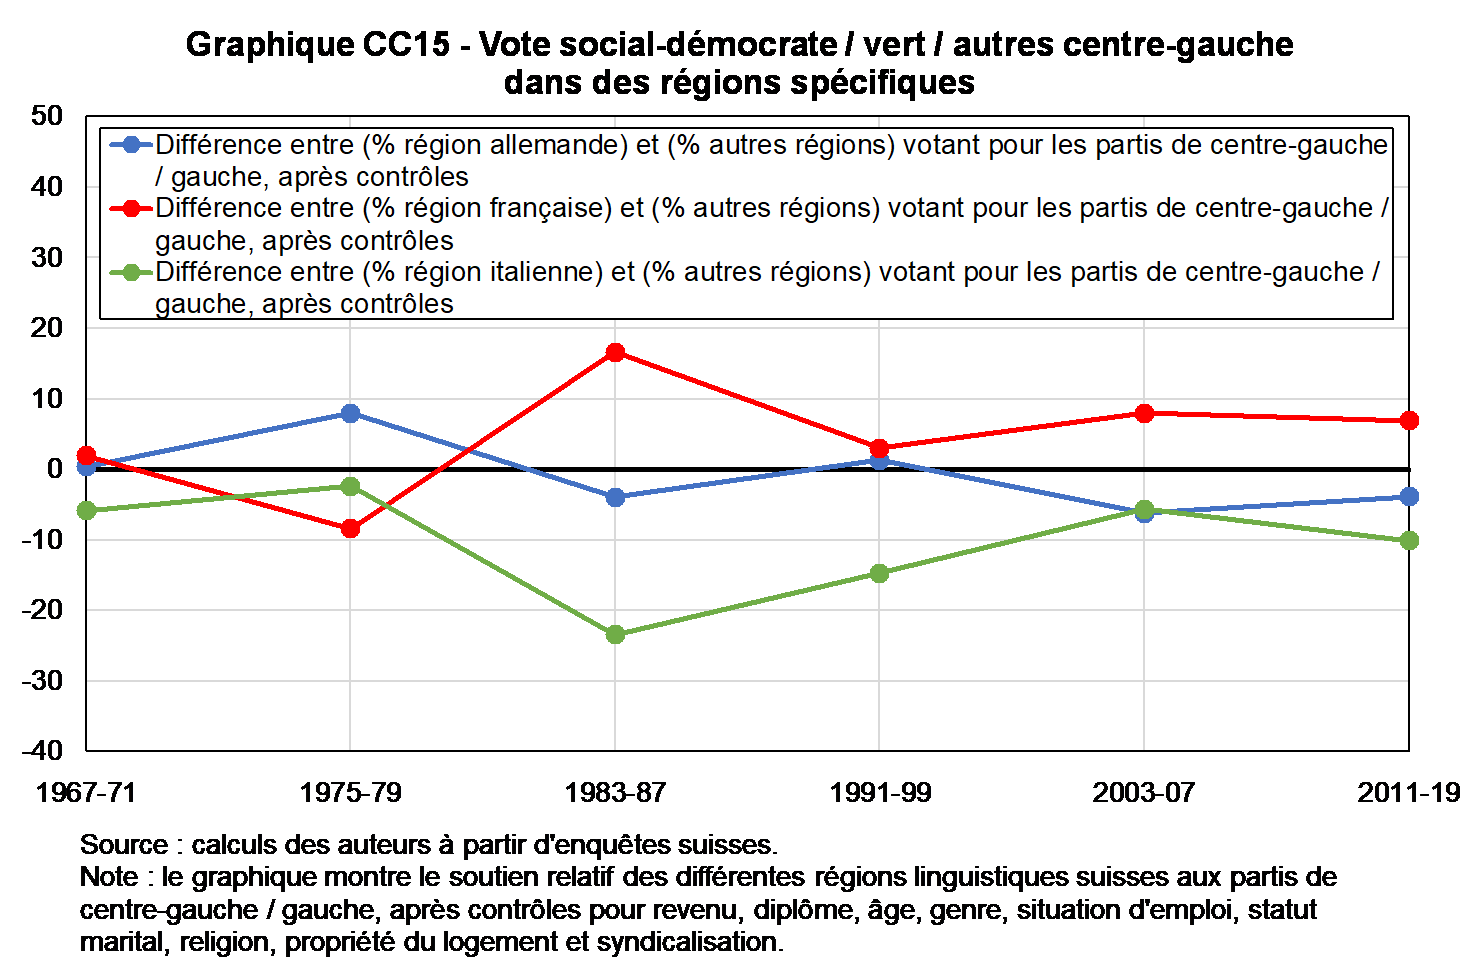 Graphique CC15 - Vote social-démocrate / vert / autres centre-gauche
dans des régions spécifiques
50
40
30
20
10
0
-10
-20
-30
-40
Différence entre (% région allemande) et (% autres régions) votant pour les partis de centre-gauche
/ gauche, après contrôles
Différence entre (% région française) et (% autres régions) votant pour les partis de centre-gauche /
gauche, après contrôles
Différence entre (% région italienne) et (% autres régions) votant pour les partis de centre-gauche /
gauche, après contrôles
1967-71 1975-79 1983-87 1991-99 2003-07 2011-19
Source : calculs des auteurs à partir d'enquêtes suisses.
Note : le graphique montre le soutien relatif des différentes régions linguistiques suisses aux partis de
centre-gauche / gauche, après contrôles pour revenu, diplôme, âge, genre, situation d'emploi, statut
marital, religion, propriété du logement et syndicalisation.